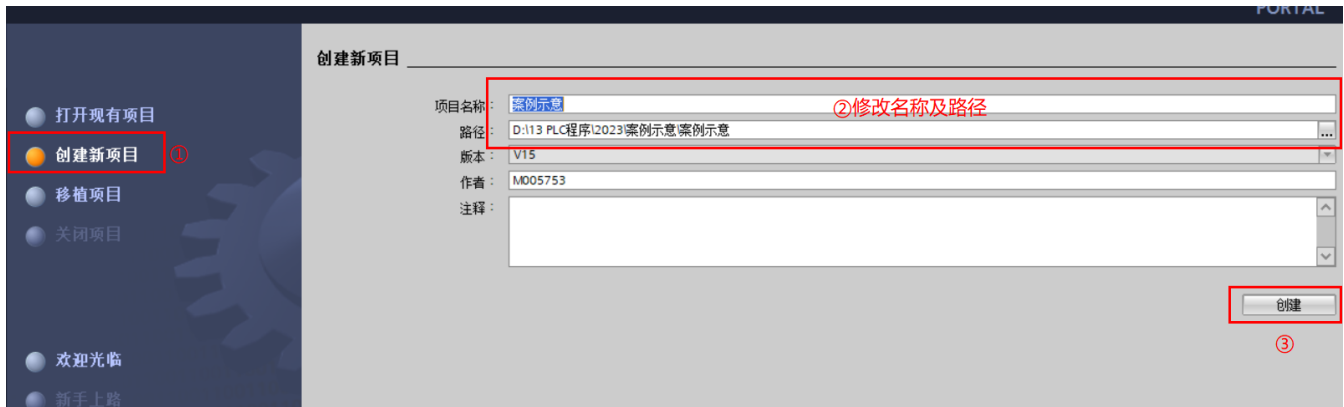 PORTAL
创建新项目
打开现有项目
创建新项目 ①
移植项目
关闭项目
欢迎光临
新手上路
项目名称： 案例示意
②修改名称及路径
路径： D:\13 PLC程序\2023\案例示意\案例示意 ...
版本： V15
作者： M005753
注释：
创建
③